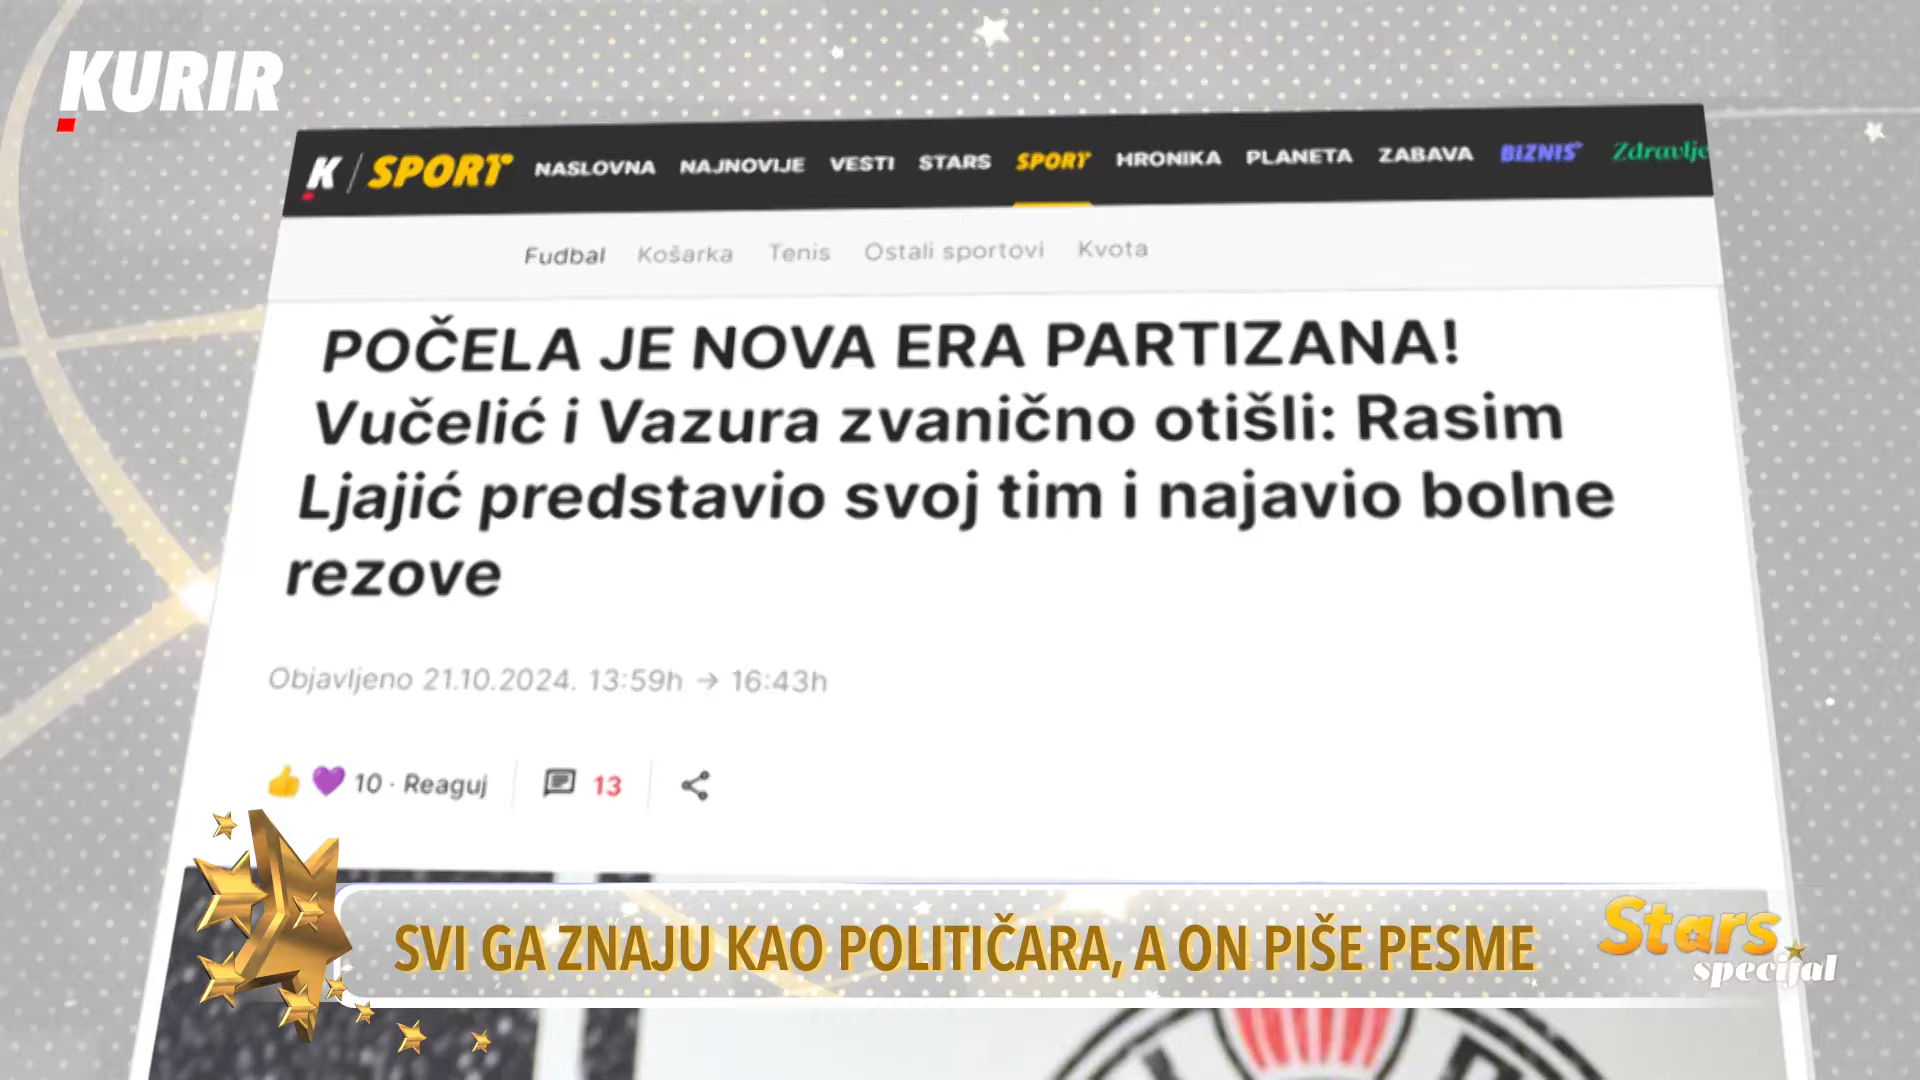 KURIR
K / SPORT NASLOVNA NAJNOVIJE VESTI STARS SPORT HRONIKA PLANETA ZABAVA BIZNIS Zdravlje
Fudbal Košarka Tenis Ostali sportovi Kvota
POČELA JE NOVA ERA PARTIZANA!
Vučelić i Vazura zvanično otišli: Rasim
Ljajić predstavio svoj tim i najavio bolne
rezove
Objavljeno 21.10.2024. 13:59h → 16:43h
10 · Reaguj 13
SVI GA ZNAJU KAO POLITIČARA, A ON PIŠE PESME
Stars
specijal